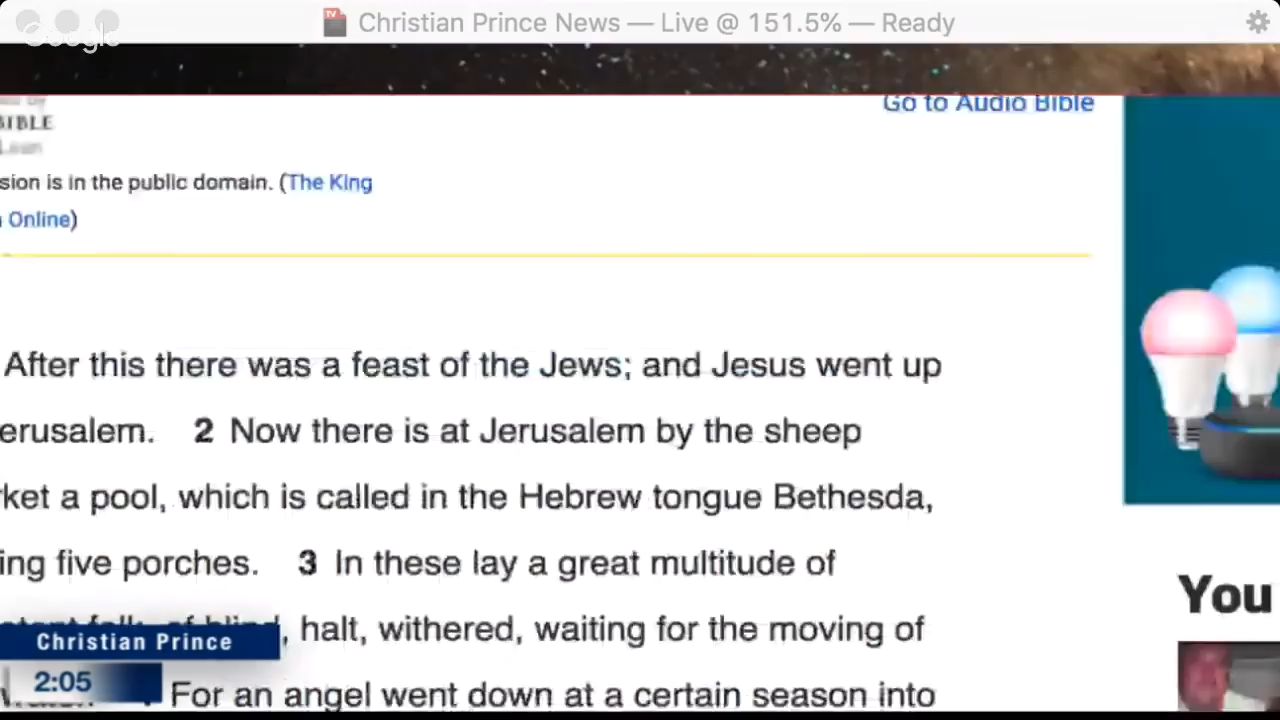 Christian Prince News — Live @ 151.5% — Ready
Google
Go to Audio Bible
BIBLE
sion is in the public domain. (The King
Online)
After this there was a feast of the Jews; and Jesus went up
erusalem. 2 Now there is at Jerusalem by the sheep
ket a pool, which is called in the Hebrew tongue Bethesda,
ing five porches. 3 In these lay a great multitude of
halt, withered, waiting for the moving of
Christian Prince
2:05
For an angel went down at a certain season into
You